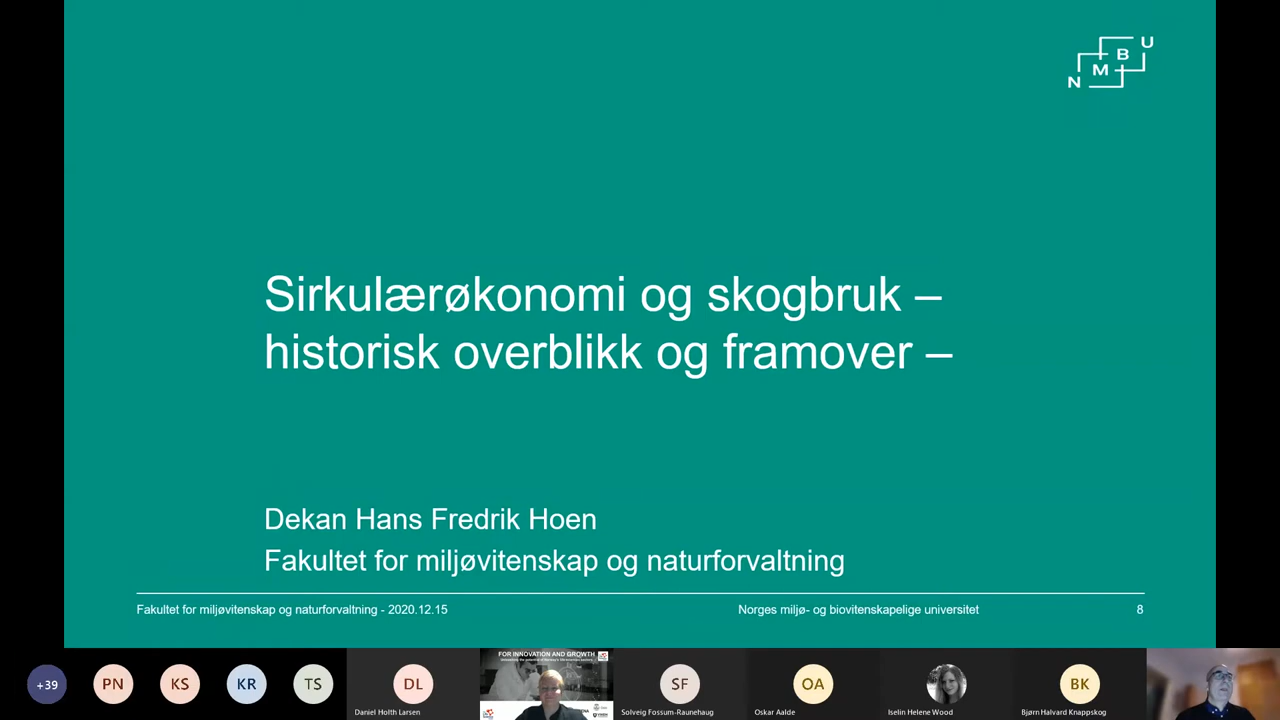 N M B U
Sirkulærøkonomi og skogbruk –
historisk overblikk og framover –
Dekan Hans Fredrik Hoen
Fakultet for miljøvitenskap og naturforvaltning
Fakultet for miljøvitenskap og naturforvaltning - 2020.12.15
Norges miljø- og biovitenskapelige universitet
8
+39
PN
KS
KR
TS
DL
Daniel Holth Larsen
FOR INNOVATION AND GROWTH
SF
Solveig Fossum-Raunehaug
OA
Oskar Aalde
Iselin Helene Wood
BK
Bjørn Halvard Knappskog